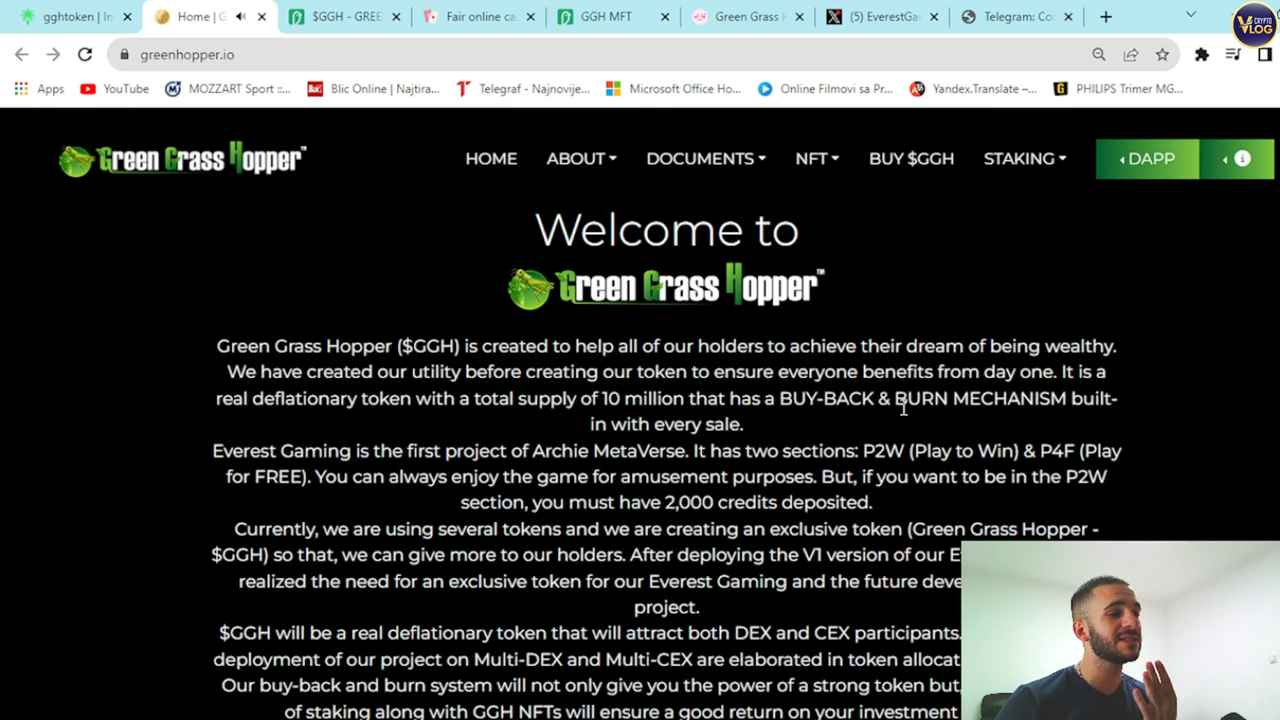 gghtoken | In
Home | G
$GGH - GREE
Fair online ca
GGH MFT
Green Grass H
(5) EverestGa
Telegram: Co
CRYPTO
VLOG
greenhopper.io
Apps
YouTube
MOZZART Sport ::...
Blic Online | Najtira...
Telegraf - Najnovije...
Microsoft Office Ho...
Online Filmovi sa Pr...
Yandex.Translate –...
PHILIPS Trimer MG...
Green Grass Hopper™
HOME
ABOUT
DOCUMENTS
NFT
BUY $GGH
STAKING
DAPP
Welcome to
Green Grass Hopper™
Green Grass Hopper ($GGH) is created to help all of our holders to achieve their dream of being wealthy.
We have created our utility before creating our token to ensure everyone benefits from day one. It is a
real deflationary token with a total supply of 10 million that has a BUY-BACK & BURN MECHANISM built-
in with every sale.
Everest Gaming is the first project of Archie MetaVerse. It has two sections: P2W (Play to Win) & P4F (Play
for FREE). You can always enjoy the game for amusement purposes. But, if you want to be in the P2W
section, you must have 2,000 credits deposited.
Currently, we are using several tokens and we are creating an exclusive token (Green Grass Hopper -
$GGH) so that, we can give more to our holders. After deploying the V1 version of our E
realized the need for an exclusive token for our Everest Gaming and the future deve
project.
$GGH will be a real deflationary token that will attract both DEX and CEX participants.
deployment of our project on Multi-DEX and Multi-CEX are elaborated in token allocat
Our buy-back and burn system will not only give you the power of a strong token but,
of staking along with GGH NFTs will ensure a good return on your investment